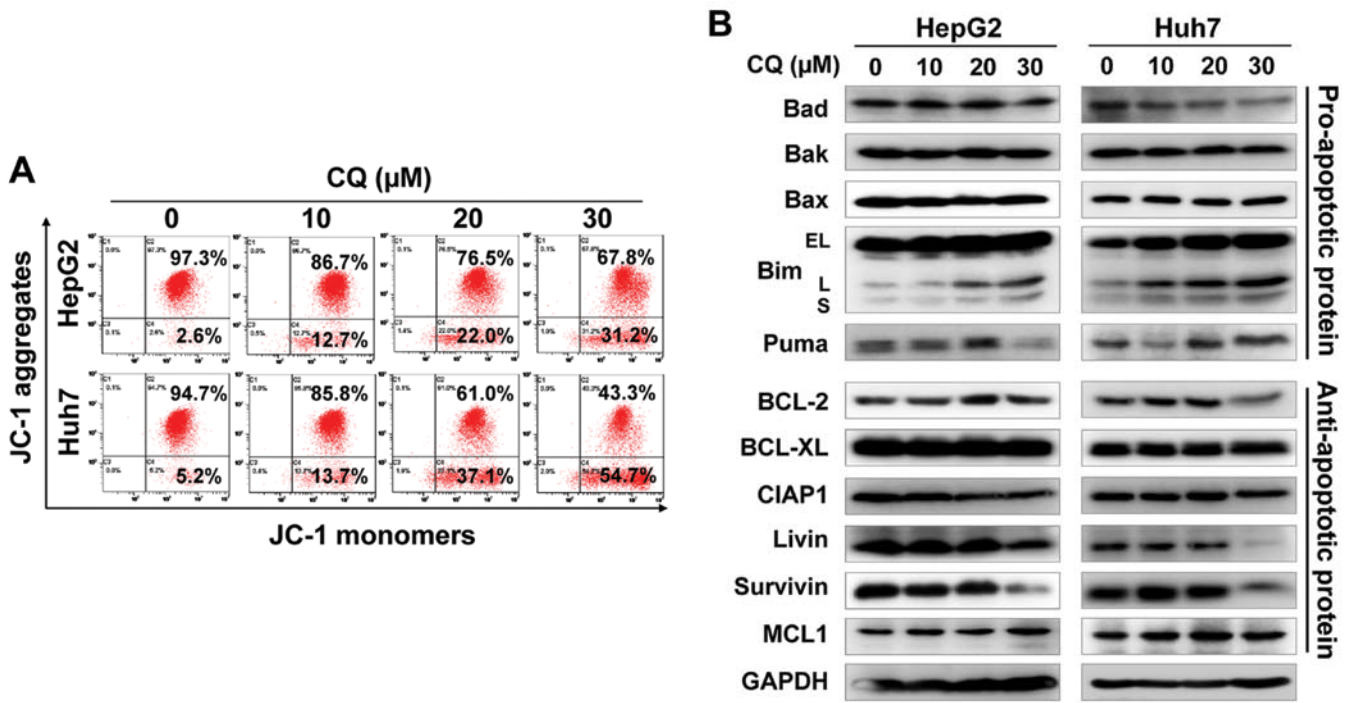 A
CQ (µM)
0 10 20 30
JC-1 aggregates
HepG2
97.3% 86.7% 76.5% 67.8%
2.6% 12.7% 22.0% 31.2%
Huh7
94.7% 85.8% 61.0% 43.3%
5.2% 13.7% 37.1% 54.7%
JC-1 monomers
B
HepG2 Huh7
CQ (µM) 0 10 20 30 0 10 20 30
Bad
Bak
Bax
EL
Bim L
S
Puma
Pro-apoptotic protein
BCL-2
BCL-XL
CIAP1
Livin
Survivin
MCL1
Anti-apoptotic protein
GAPDH